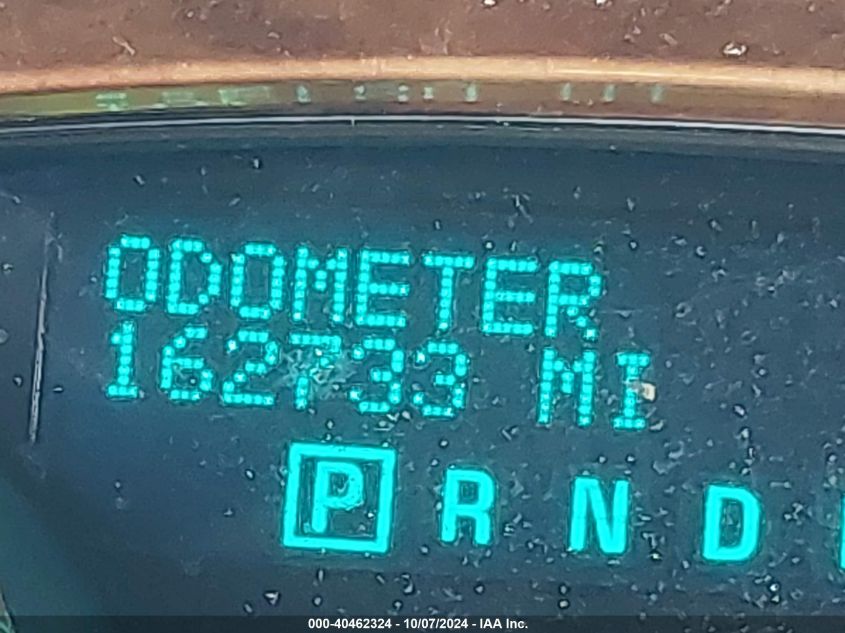 ODOMETER
162733 MI
P R N D
000-40462324 - 10/07/2024 - IAA Inc.